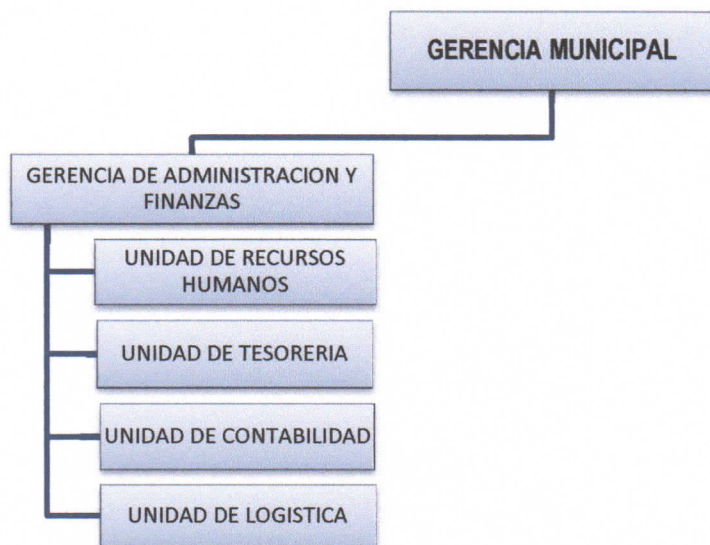 GERENCIA MUNICIPAL
GERENCIA DE ADMINISTRACION Y
FINANZAS
UNIDAD DE RECURSOS
HUMANOS
UNIDAD DE TESORERIA
UNIDAD DE CONTABILIDAD
UNIDAD DE LOGISTICA